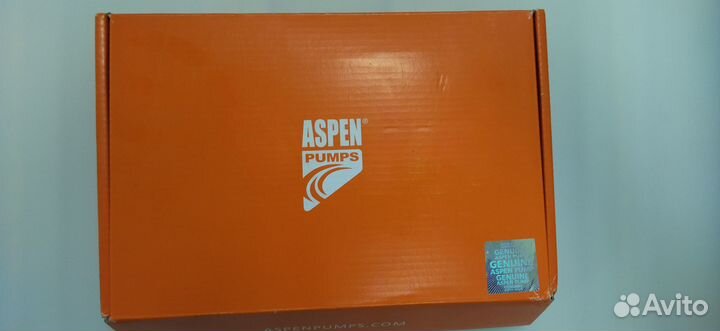 ASPEN®
PUMPS
GENUINE
ASPEN PUMPS
GENUINE
ASPEN PUMPS
GENUINE
ASPEN PUMPS
ASPENPUMPS.COM
Avito